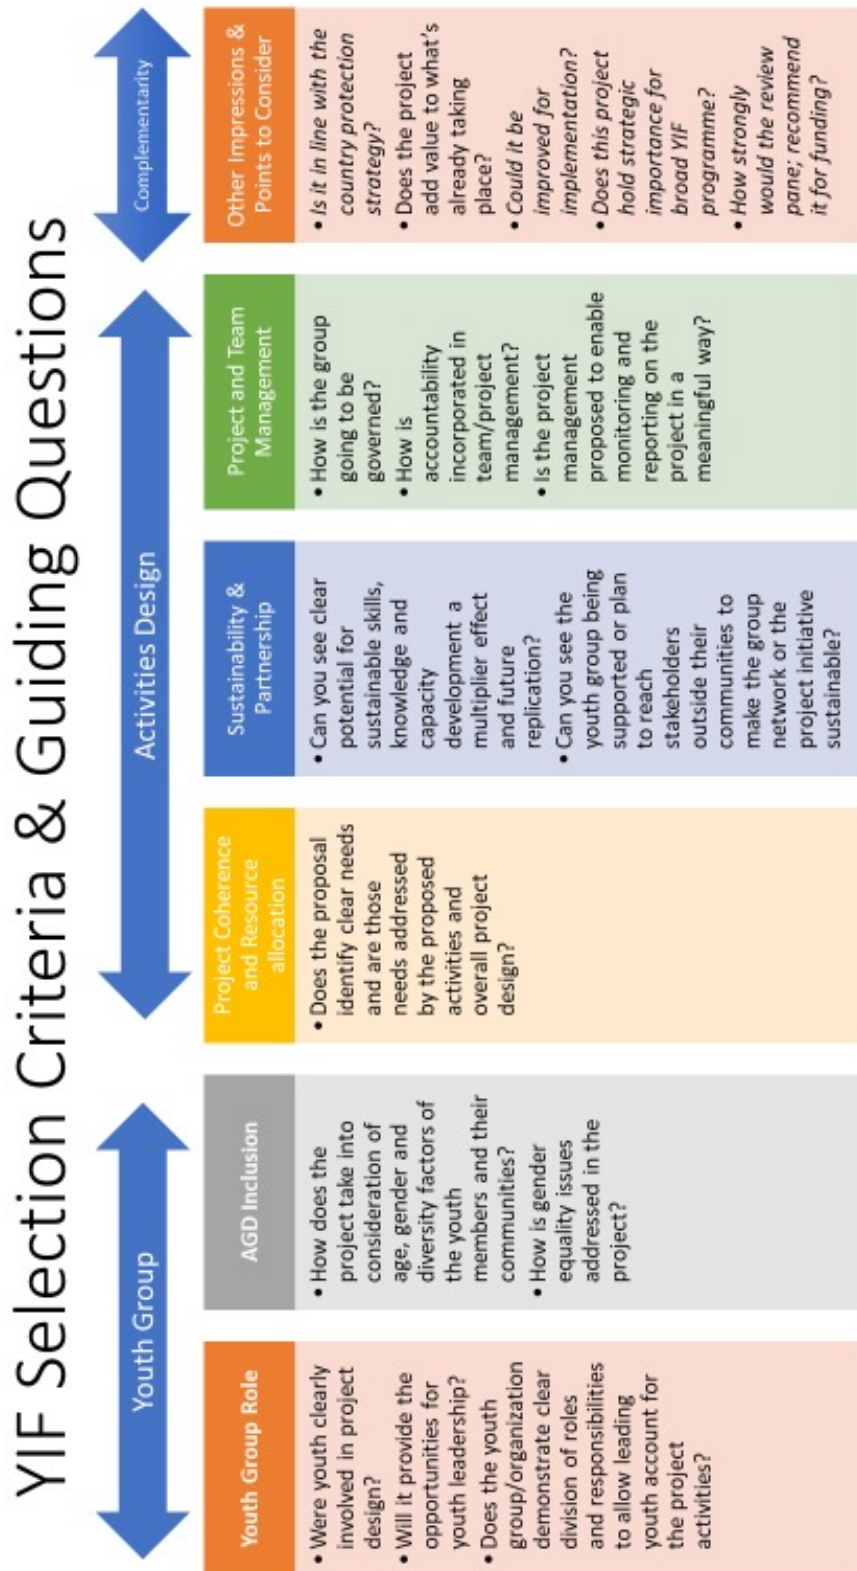 YIF Selection Criteria & Guiding Questions
Youth Group
Activities Design
Complementarity
Youth Group Role
• Were youth clearly
involved in project
design?
• Will it provide the
opportunities for
youth leadership?
• Does the youth
group/organization
demonstrate clear
division of roles
and responsibilities
to allow leading
youth account for
the project
activities?
AGD Inclusion
• How does the
project take into
consideration of
age, gender and
diversity factors of
the youth
members and their
communities?
• How is gender
equality issues
addressed in the
project?
Project Coherence
and Resource
allocation
• Does the proposal
identify clear needs
and are those
needs addressed
by the proposed
activities and
overall project
design?
Sustainability &
Partnership
• Can you see clear
potential for
sustainable skills,
knowledge and
capacity
development a
multiplier effect
and future
replication?
• Can you see the
youth group being
supported or plan
to reach
stakeholders
outside their
communities to
make the group
network or the
project initiative
sustainable?
Project and Team
Management
• How is the group
going to be
governed?
• How is
accountability
incorporated in
team/project
management?
• Is the project
management
proposed to enable
monitoring and
reporting on the
project in a
meaningful way?
Other Impressions &
Points to Consider
• Is it in line with the
country protection
strategy?
• Does the project
add value to what's
already taking
place?
• Could it be
improved for
implementation?
• Does this project
hold strategic
importance for
broad YIF
programme?
• How strongly
would the review
pane; recommend
it for funding?